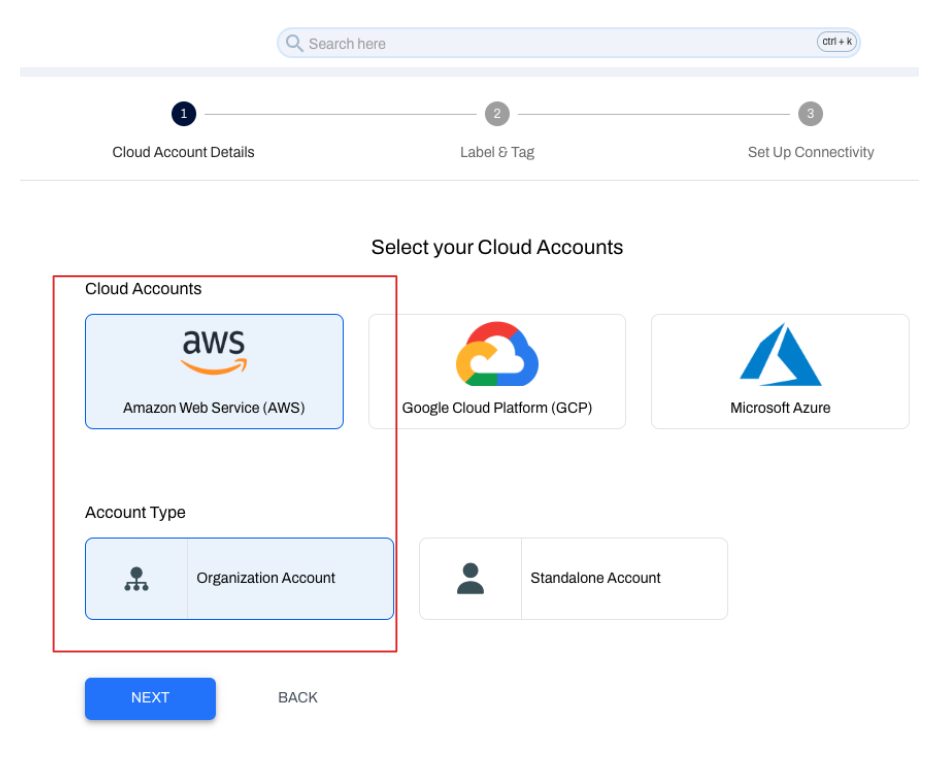 Search here
ctrl + k
1
2
3
Cloud Account Details
Label & Tag
Set Up Connectivity
Select your Cloud Accounts
Cloud Accounts
aws
Amazon Web Service (AWS)
Google Cloud Platform (GCP)
Microsoft Azure
Account Type
Organization Account
Standalone Account
NEXT
BACK